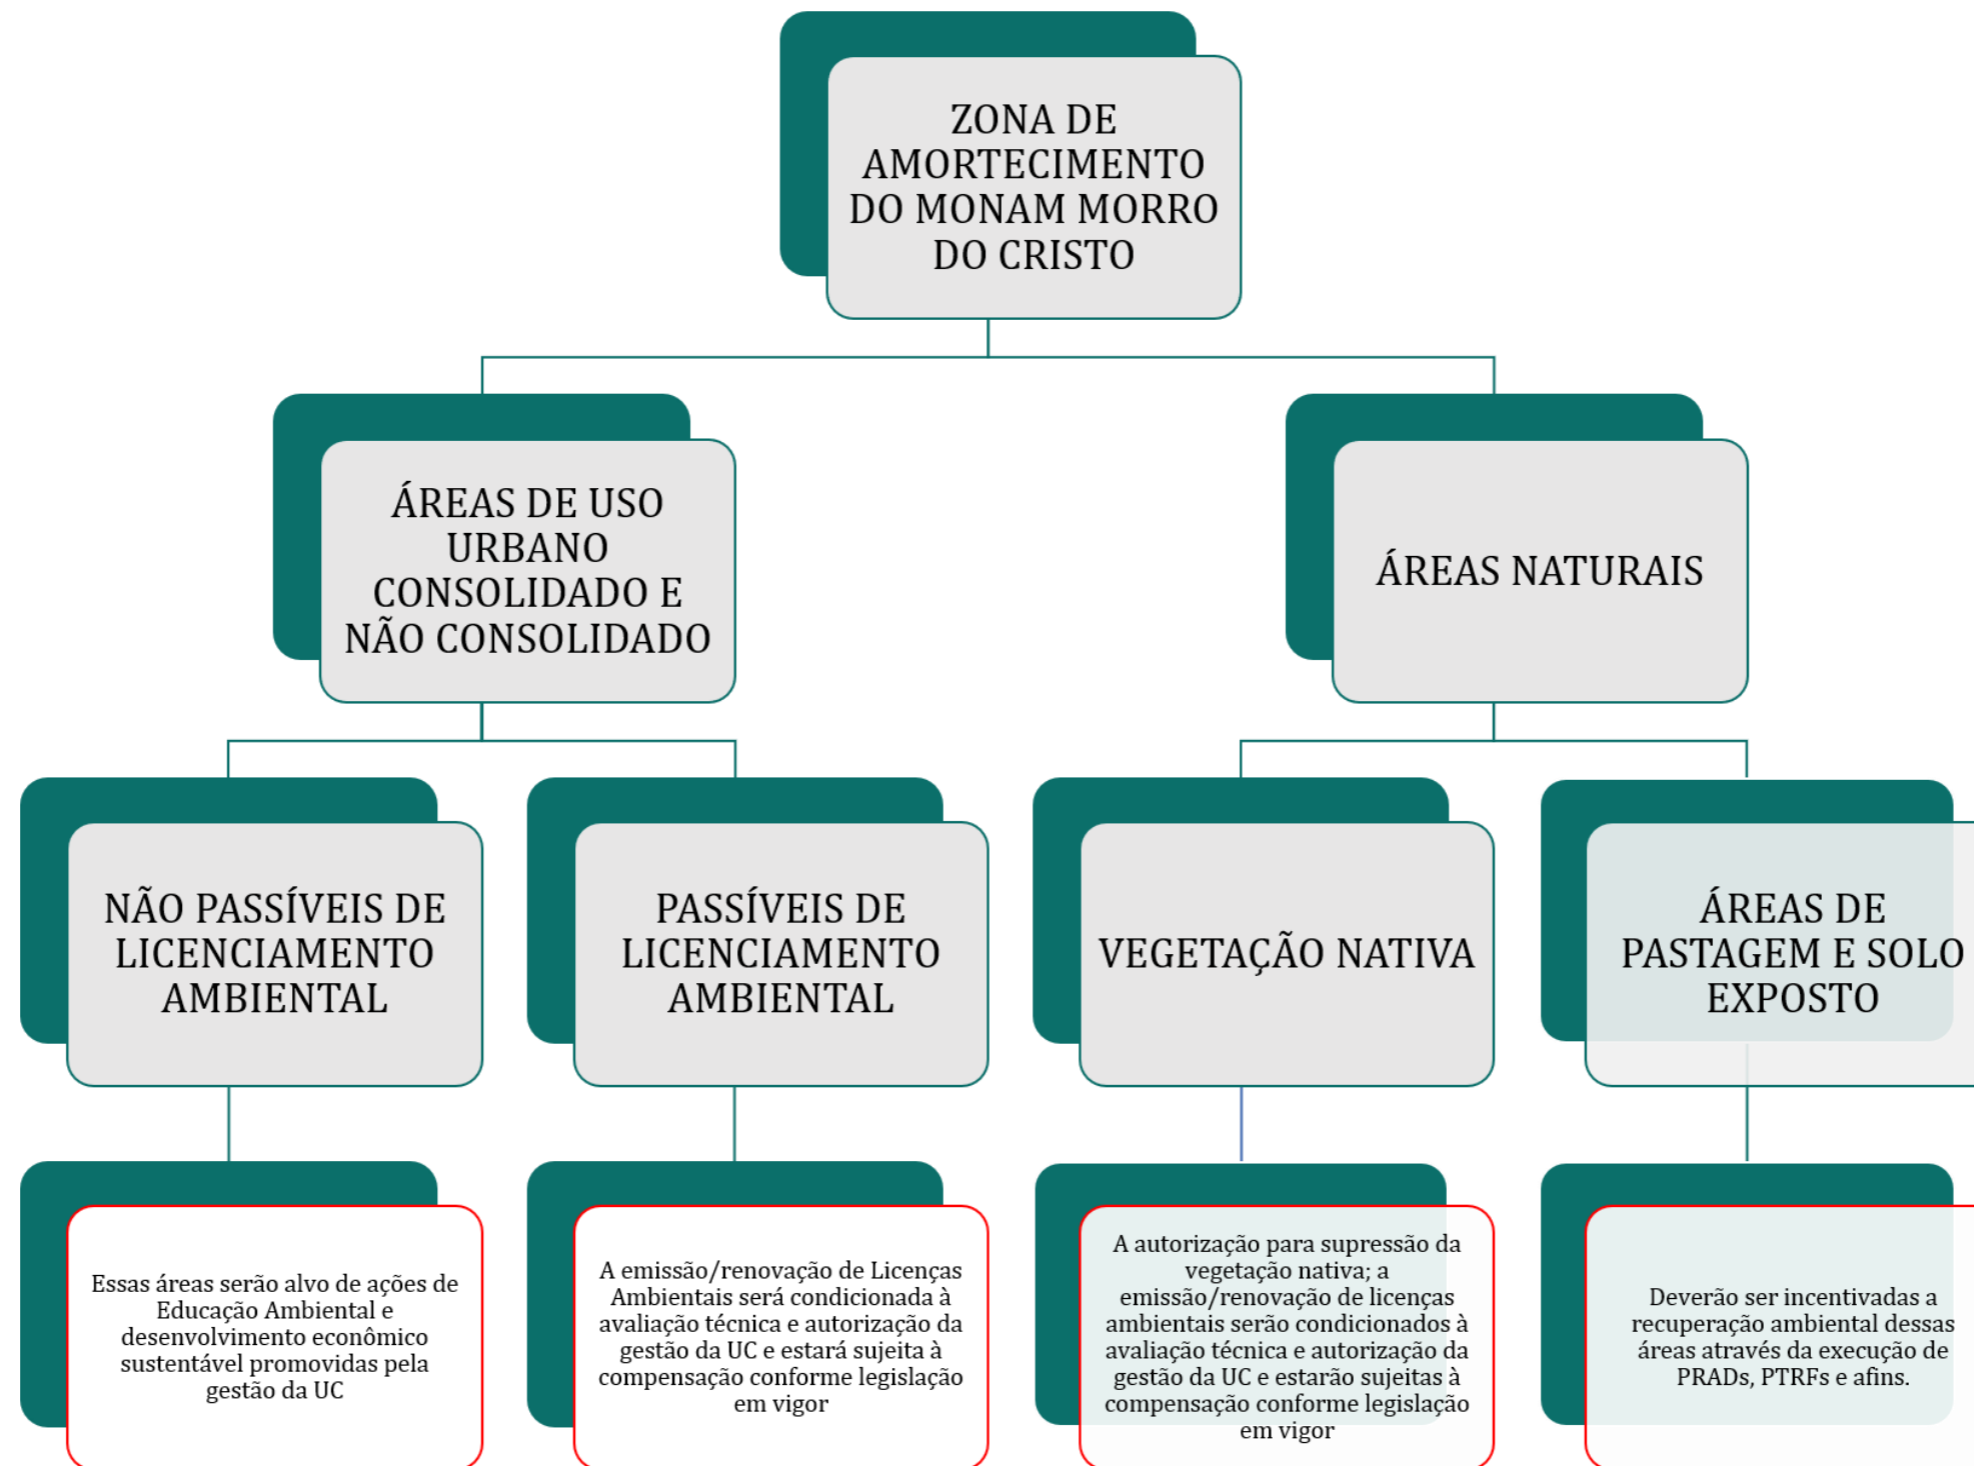 ZONA DE
AMORTECIMENTO
DO MONAM MORRO
DO CRISTO
ÁREAS DE USO
URBANO
CONSOLIDADO E
NÃO CONSOLIDADO
ÁREAS NATURAIS
NÃO PASSÍVEIS DE
LICENCIAMENTO
AMBIENTAL
PASSÍVEIS DE
LICENCIAMENTO
AMBIENTAL
VEGETAÇÃO NATIVA
ÁREAS DE
PASTAGEM E SOLO
EXPOSTO
Essas áreas serão alvo de ações de
Educação Ambiental e
desenvolvimento econômico
sustentável promovidas pela
gestão da UC
A emissão/renovação de Licenças
Ambientais será condicionada à
avaliação técnica e autorização da
gestão da UC e estará sujeita à
compensação conforme legislação
em vigor
A autorização para supressão da
vegetação nativa; a
emissão/renovação de licenças
ambientais serão condicionados à
avaliação técnica e autorização da
gestão da UC e estarão sujeitas à
compensação conforme legislação
em vigor
Deverão ser incentivadas a
recuperação ambiental dessas
áreas através da execução de
PRADs, PTRFs e afins.